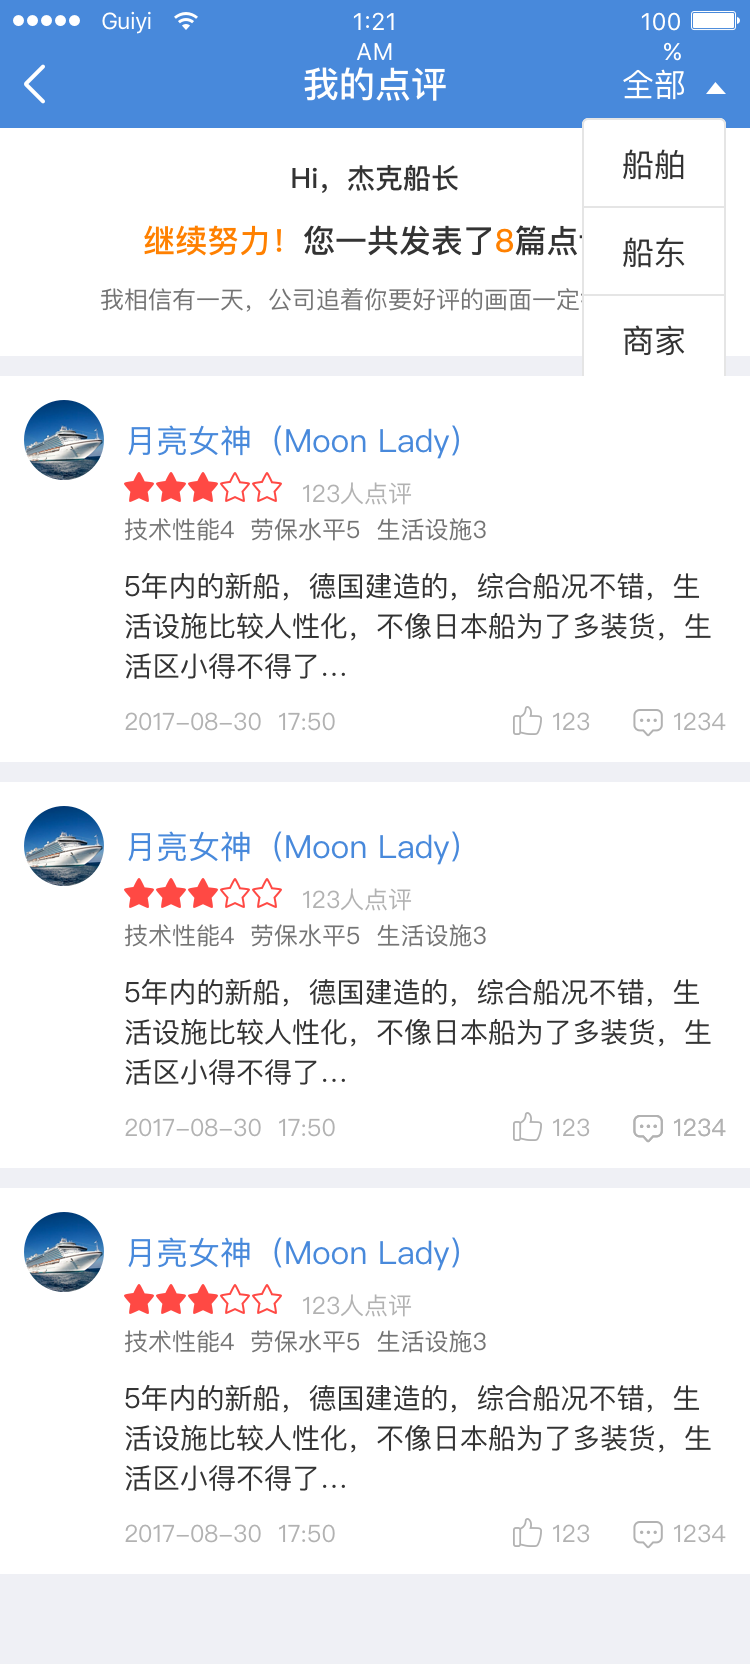 Guiyi 1:21 AM 100 %
我的点评 全部
船舶
船东
商家
Hi，杰克船长
继续努力！您一共发表了8篇点
我相信有一天，公司追着你要好评的画面一定
月亮女神（Moon Lady）
123人点评
技术性能4 劳保水平5 生活设施3
5年内的新船，德国建造的，综合船况不错，生
活设施比较人性化，不像日本船为了多装货，生
活区小得不得了...
2017-08-30 17:50 123 1234
月亮女神（Moon Lady）
123人点评
技术性能4 劳保水平5 生活设施3
5年内的新船，德国建造的，综合船况不错，生
活设施比较人性化，不像日本船为了多装货，生
活区小得不得了...
2017-08-30 17:50 123 1234
月亮女神（Moon Lady）
123人点评
技术性能4 劳保水平5 生活设施3
5年内的新船，德国建造的，综合船况不错，生
活设施比较人性化，不像日本船为了多装货，生
活区小得不得了...
2017-08-30 17:50 123 1234